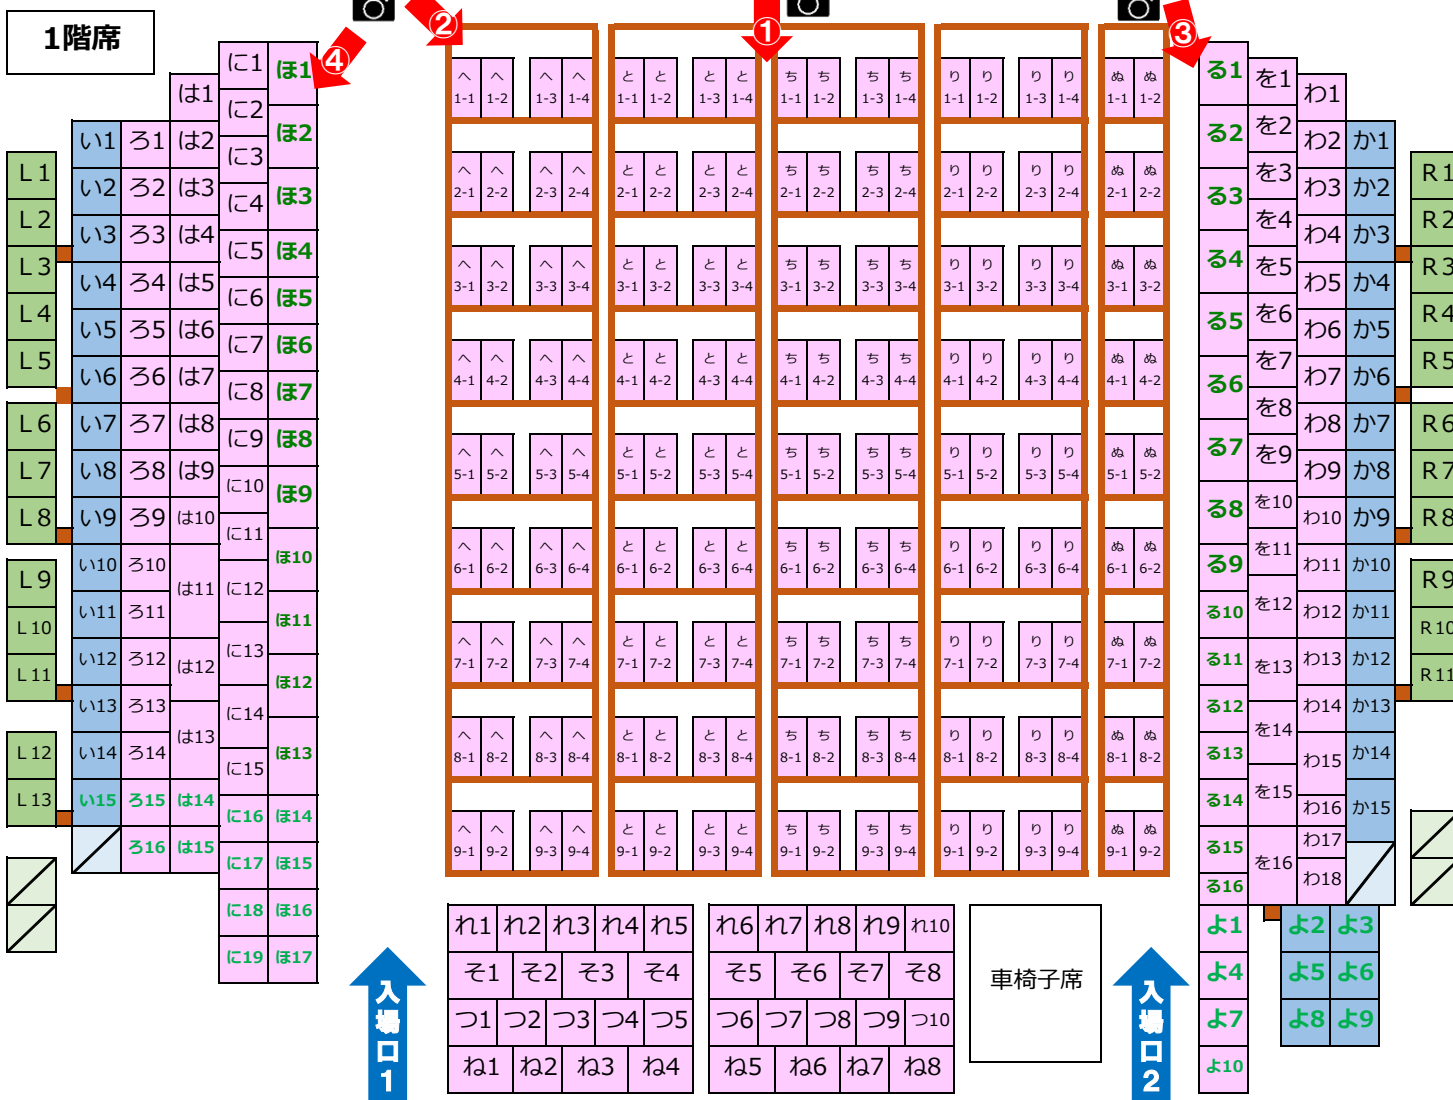 1階席
② ① ③ ④
に1 ほ1
は1 に2 ほ2
い1 ろ1 は2 に3
L1 い2 ろ2 は3 に4 ほ3
L2 い3 ろ3 は4 に5 ほ4
L3 い4 ろ4 は5 に6 ほ5
L4 い5 ろ5 は6 に7 ほ6
L5 い6 ろ6 は7 に8 ほ7
L6 い7 ろ7 は8 に9 ほ8
L7 い8 ろ8 は9 に10 ほ9
L8 い9 ろ9 は10 に11
L9 い10 ろ10 は11 に12 ほ10
L10 い11 ろ11 ほ11
L11 い12 ろ12 は12 に13 ほ12
い13 ろ13 は13 に14
L12 い14 ろ14 に15 ほ13
L13 い15 ろ15 は14 に16 ほ14
ろ16 は15 に17 ほ15
に18 ほ16
に19 ほ17
へ へ へ へ と と と と ち ち ち ち り り り り ぬ ぬ
1-1 1-2 1-3 1-4 1-1 1-2 1-3 1-4 1-1 1-2 1-3 1-4 1-1 1-2 1-3 1-4 1-1 1-2
へ へ へ へ と と と と ち ち ち ち り り り り ぬ ぬ
2-1 2-2 2-3 2-4 2-1 2-2 2-3 2-4 2-1 2-2 2-3 2-4 2-1 2-2 2-3 2-4 2-1 2-2
へ へ へ へ と と と と ち ち ち ち り り り り ぬ ぬ
3-1 3-2 3-3 3-4 3-1 3-2 3-3 3-4 3-1 3-2 3-3 3-4 3-1 3-2 3-3 3-4 3-1 3-2
へ へ へ へ と と と と ち ち ち ち り り り り ぬ ぬ
4-1 4-2 4-3 4-4 4-1 4-2 4-3 4-4 4-1 4-2 4-3 4-4 4-1 4-2 4-3 4-4 4-1 4-2
へ へ へ へ と と と と ち ち ち ち り り り り ぬ ぬ
5-1 5-2 5-3 5-4 5-1 5-2 5-3 5-4 5-1 5-2 5-3 5-4 5-1 5-2 5-3 5-4 5-1 5-2
へ へ へ へ と と と と ち ち ち ち り り り り ぬ ぬ
6-1 6-2 6-3 6-4 6-1 6-2 6-3 6-4 6-1 6-2 6-3 6-4 6-1 6-2 6-3 6-4 6-1 6-2
へ へ へ へ と と と と ち ち ち ち り り り り ぬ ぬ
7-1 7-2 7-3 7-4 7-1 7-2 7-3 7-4 7-1 7-2 7-3 7-4 7-1 7-2 7-3 7-4 7-1 7-2
へ へ へ へ と と と と ち ち ち ち り り り り ぬ ぬ
8-1 8-2 8-3 8-4 8-1 8-2 8-3 8-4 8-1 8-2 8-3 8-4 8-1 8-2 8-3 8-4 8-1 8-2
へ へ へ へ と と と と ち ち ち ち り り り り ぬ ぬ
9-1 9-2 9-3 9-4 9-1 9-2 9-3 9-4 9-1 9-2 9-3 9-4 9-1 9-2 9-3 9-4 9-1 9-2
る1 を1 わ1
る2 を2 わ2 か1
る3 を3 わ3 か2 R1
る4 を4 わ4 か3 R2
を5 わ5 か4 R3
る5 を6 わ6 か5 R4
る6 を7 わ7 か6 R5
る7 を8 わ8 か7 R6
を9 わ9 か8 R7
る8 を10 わ10 か9 R8
る9 を11 わ11 か10 R9
る10 を12 わ12 か11 R10
る11 を13 わ13 か12 R11
る12 を14 わ14 か13
る13 わ15 か14
る14 を15 わ16 か15
る15 を16 わ17
る16 わ18
れ1 れ2 れ3 れ4 れ5 れ6 れ7 れ8 れ9 れ10
そ1 そ2 そ3 そ4 そ5 そ6 そ7 そ8
つ1 つ2 つ3 つ4 つ5 つ6 つ7 つ8 つ9 つ10
ね1 ね2 ね3 ね4 ね5 ね6 ね7 ね8
車椅子席
よ1 よ2 よ3
よ4 よ5 よ6
よ7 よ8 よ9
よ10
入場口1
入場口2